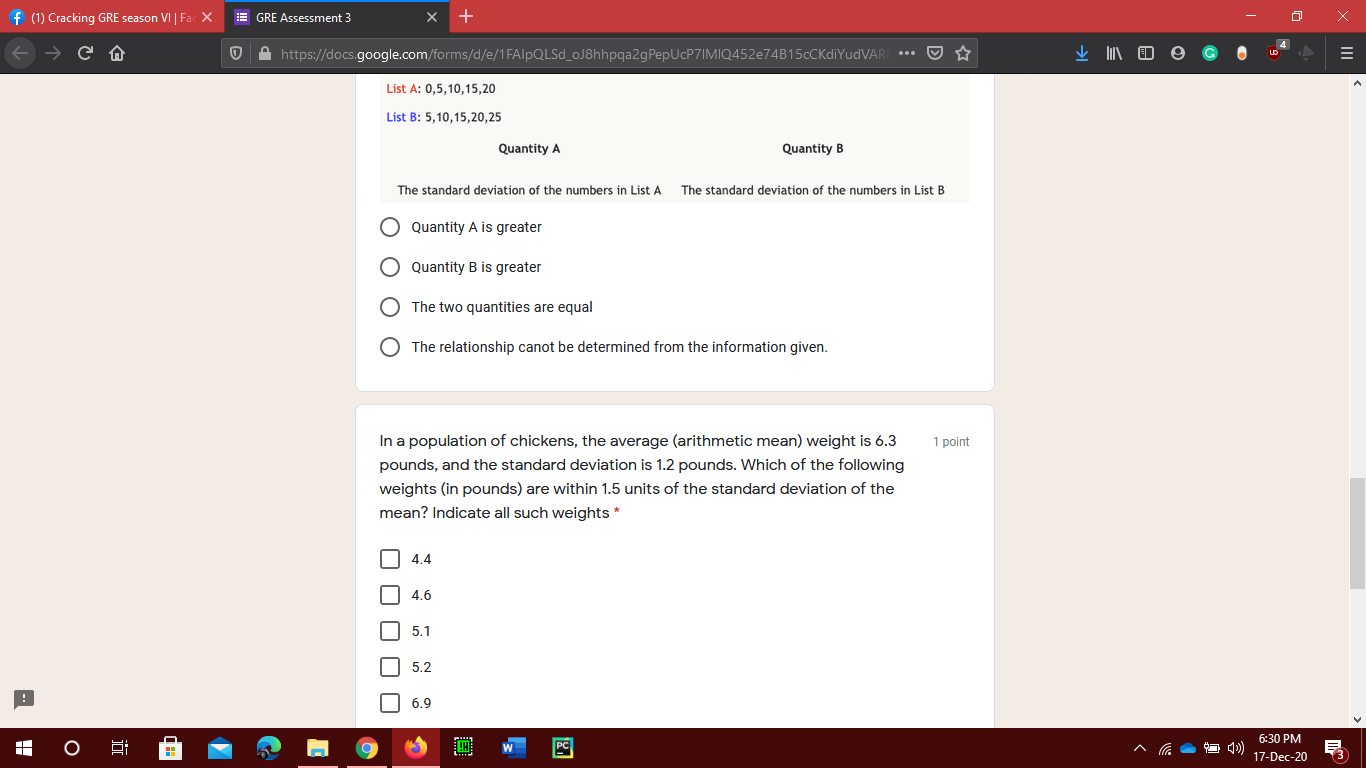 (1) Cracking GRE season VI | Fac
GRE Assessment 3
https://docs.google.com/forms/d/e/1FAIpQLSd_oJ8hhpqa2gPepUcP7IMIQ452e74B15cCKdiYudVAR
4
List A: 0,5,10,15,20
List B: 5,10,15,20,25
Quantity A Quantity B
The standard deviation of the numbers in List A The standard deviation of the numbers in List B
Quantity A is greater
Quantity B is greater
The two quantities are equal
The relationship canot be determined from the information given.
In a population of chickens, the average (arithmetic mean) weight is 6.3
1 point
pounds, and the standard deviation is 1.2 pounds. Which of the following
weights (in pounds) are within 1.5 units of the standard deviation of the
mean? Indicate all such weights *
4.4
4.6
5.1
5.2
6.9
W
PC
6:30 PM
17-Dec-20
3